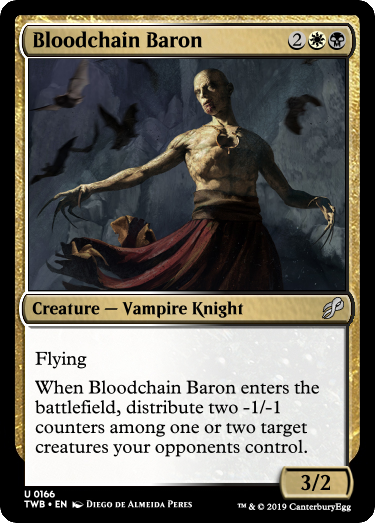 Bloodchain Baron 2
Creature — Vampire Knight
Flying
When Bloodchain Baron enters the
battlefield, distribute two -1/-1
counters among one or two target
creatures your opponents control.
3/2
U 0166
TWB • EN Diego de Almeida Peres
™ & © 2019 CanterburyEgg